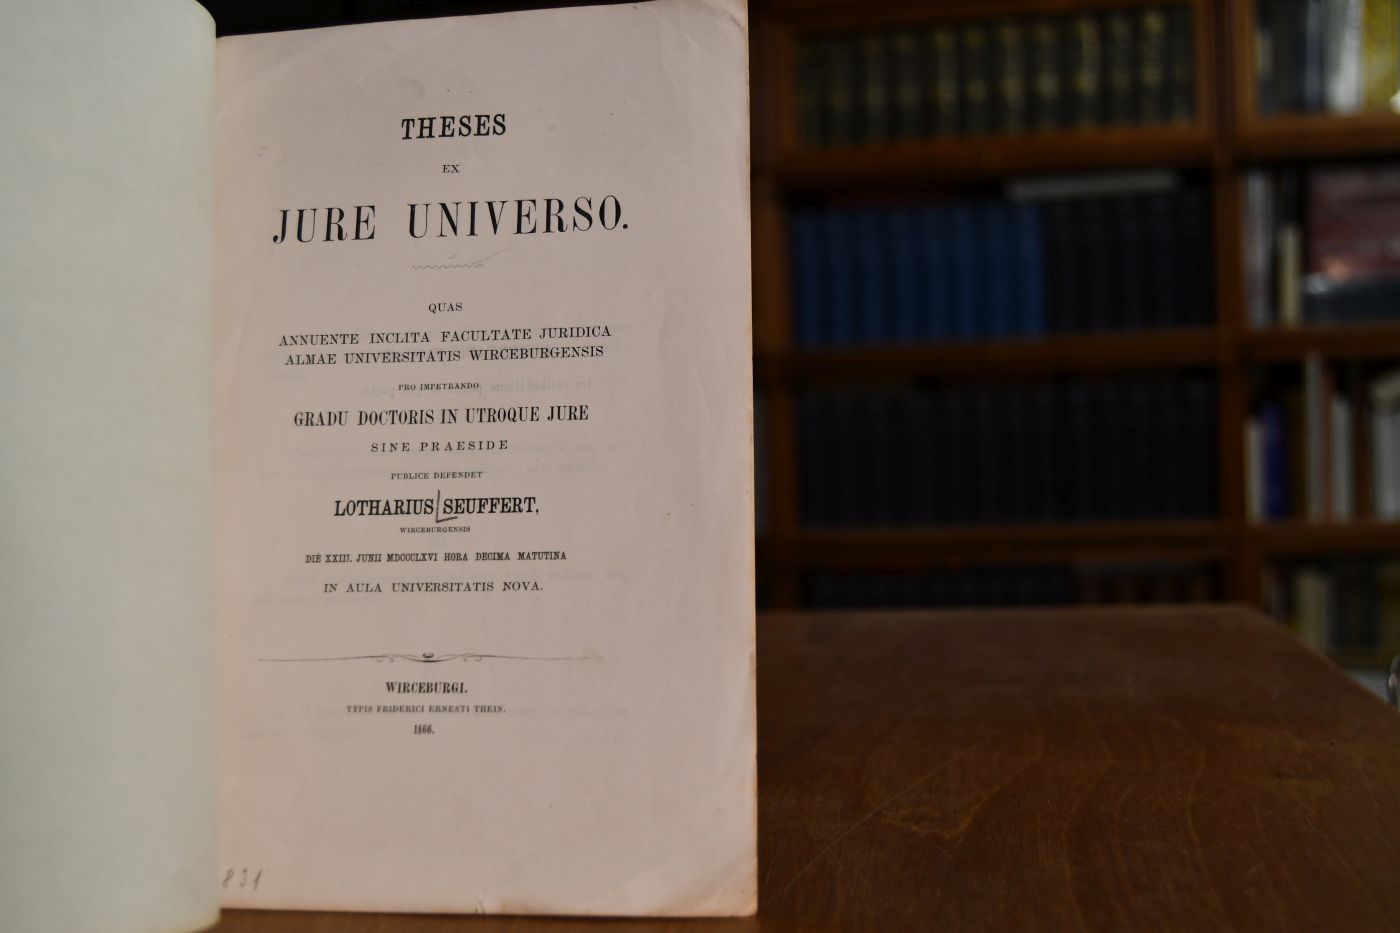 THESES
EX
JURE UNIVERSO.
QUAS
ANNUENTE INCLITA FACULTATE JURIDICA
ALMAE UNIVERSITATIS WIRCEBURGENSIS
PRO IMPETRANDO
GRADU DOCTORIS IN UTROQUE JURE
SINE PRAESIDE
PUBLICE DEFENDET
LOTHARIUS SEUFFERT,
WIRCEBURGENSIS
DIE XXIII. JUNII MDCCCLXVI HORA DECIMA MATUTINA
IN AULA UNIVERSITATIS NOVA.
WIRCEBURGI.
TYPIS FRIDERICI ERNESTI THEIN.
1866.
831